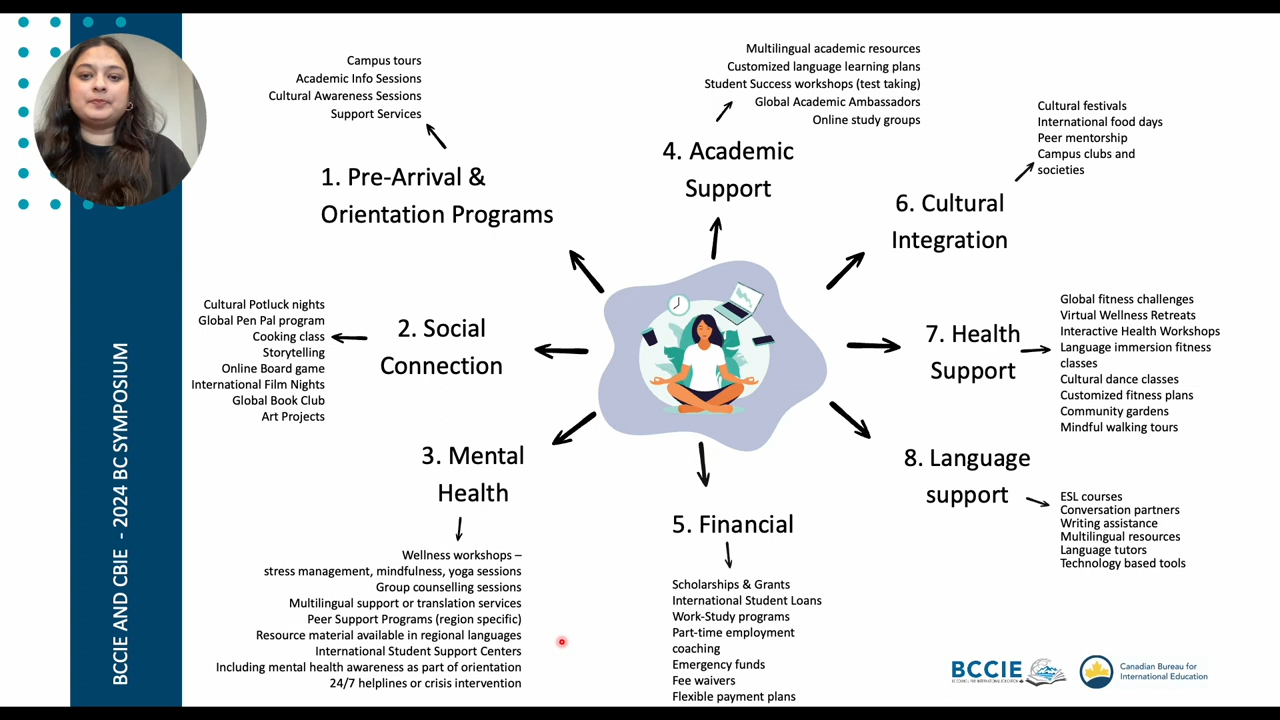 BCCIE AND CBIE - 2024 BC SYMPOSIUM
Campus tours
Academic Info Sessions
Cultural Awareness Sessions
Support Services
1. Pre-Arrival &
Orientation Programs
Cultural Potluck nights
Global Pen Pal program
Cooking class
Storytelling
Online Board game
International Film Nights
Global Book Club
Art Projects
2. Social
Connection
3. Mental
Health
Wellness workshops –
stress management, mindfulness, yoga sessions
Group counselling sessions
Multilingual support or translation services
Peer Support Programs (region specific)
Resource material available in regional languages
International Student Support Centers
Including mental health awareness as part of orientation
24/7 helplines or crisis intervention
Multilingual academic resources
Customized language learning plans
Student Success workshops (test taking)
Global Academic Ambassadors
Online study groups
4. Academic
Support
5. Financial
Scholarships & Grants
International Student Loans
Work-Study programs
Part-time employment
coaching
Emergency funds
Fee waivers
Flexible payment plans
Cultural festivals
International food days
Peer mentorship
Campus clubs and
societies
6. Cultural
Integration
7. Health
Support
Global fitness challenges
Virtual Wellness Retreats
Interactive Health Workshops
Language immersion fitness
classes
Cultural dance classes
Customized fitness plans
Community gardens
Mindful walking tours
8. Language
support
ESL courses
Conversation partners
Writing assistance
Multilingual resources
Language tutors
Technology based tools
BCCIE
BC COUNCIL FOR INTERNATIONAL EDUCATION
Canadian Bureau for
International Education